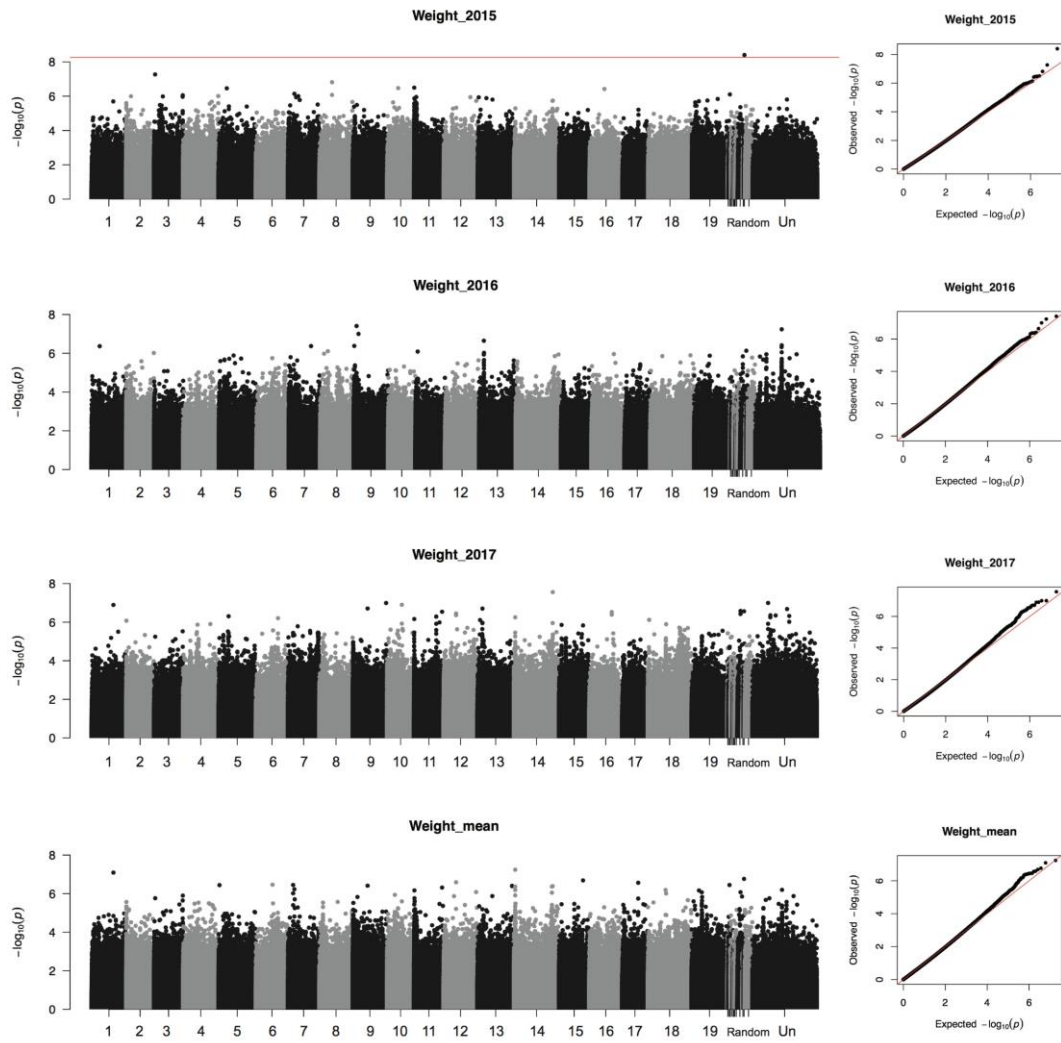 Weight_2015
−log₁₀(p)
8
6
4
2
0
1 2 3 4 5 6 7 8 9 10 11 12 13 14 15 16 17 18 19 Random Un
Weight_2015
Observed −log₁₀(p)
8
6
4
2
0
0 2 4 6
Expected −log₁₀(p)
Weight_2016
−log₁₀(p)
8
6
4
2
0
1 2 3 4 5 6 7 8 9 10 11 12 13 14 15 16 17 18 19 Random Un
Weight_2016
Observed −log₁₀(p)
6
4
2
0
0 2 4 6
Expected −log₁₀(p)
Weight_2017
−log₁₀(p)
8
6
4
2
0
1 2 3 4 5 6 7 8 9 10 11 12 13 14 15 16 17 18 19 Random Un
Weight_2017
Observed −log₁₀(p)
6
4
2
0
0 2 4 6
Expected −log₁₀(p)
Weight_mean
−log₁₀(p)
8
6
4
2
0
1 2 3 4 5 6 7 8 9 10 11 12 13 14 15 16 17 18 19 Random Un
Weight_mean
Observed −log₁₀(p)
6
4
2
0
0 2 4 6
Expected −log₁₀(p)